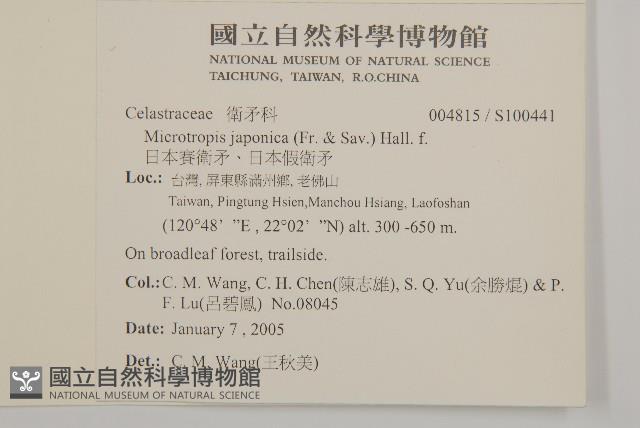 國立自然科學博物館
NATIONAL MUSEUM OF NATURAL SCIENCE
TAICHUNG, TAIWAN, R.O.CHINA
Celastraceae 衛矛科 004815 / S100441
Microtropis japonica (Fr. & Sav.) Hall. f.
日本賽衛矛、日本假衛矛
Loc.: 台灣, 屏東縣滿州鄉, 老佛山
Taiwan, Pingtung Hsien,Manchou Hsiang, Laofoshan
(120°48’ ”E , 22°02’ ”N) alt. 300 -650 m.
On broadleaf forest, trailside.
Col.: C. M. Wang, C. H. Chen(陳志雄), S. Q. Yu(余勝焜) & P.
F. Lu(呂碧鳳) No.08045
Date: January 7 , 2005
Det.: C. M. Wang(王秋美)
國立自然科學博物館
NATIONAL MUSEUM OF NATURAL SCIENCE